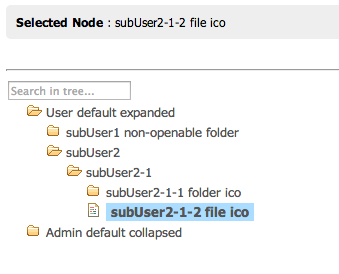 Selected Node : subUser2-1-2 file ico
Search in tree...
User default expanded
subUser1 non-openable folder
subUser2
subUser2-1
subUser2-1-1 folder ico
subUser2-1-2 file ico
Admin default collapsed